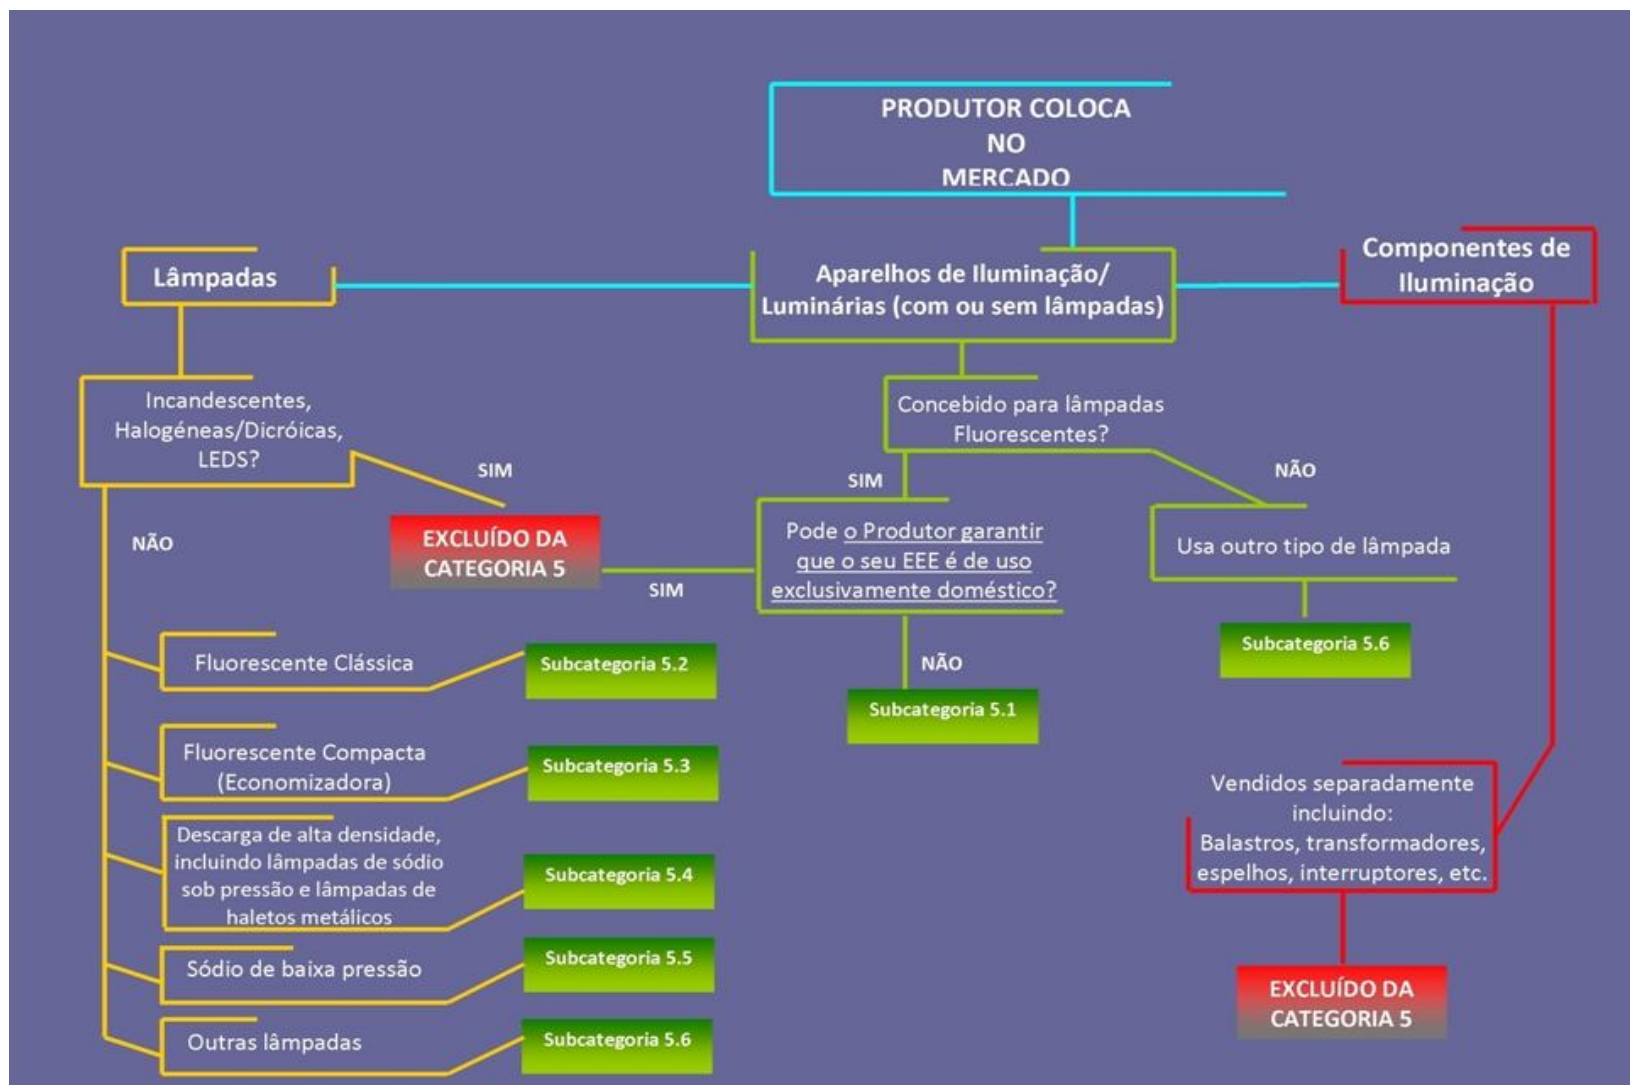 PRODUTOR COLOCA
NO
MERCADO
Lâmpadas
Aparelhos de Iluminação/
Luminárias (com ou sem lâmpadas)
Componentes de
Iluminação
Incandescentes,
Halogéneas/Dicróicas,
LEDS?
SIM
NÃO
EXCLUÍDO DA
CATEGORIA 5
Concebido para lâmpadas
Fluorescentes?
SIM
NÃO
Pode o Produtor garantir
que o seu EEE é de uso
exclusivamente doméstico?
SIM
NÃO
Usa outro tipo de lâmpada
Subcategoria 5.6
Subcategoria 5.1
Fluorescente Clássica
Subcategoria 5.2
Fluorescente Compacta
(Economizadora)
Subcategoria 5.3
Descarga de alta densidade,
incluindo lâmpadas de sódio
sob pressão e lâmpadas de
haletos metálicos
Subcategoria 5.4
Sódio de baixa pressão
Subcategoria 5.5
Outras lâmpadas
Subcategoria 5.6
Vendidos separadamente
incluindo:
Balastros, transformadores,
espelhos, interruptores, etc.
EXCLUÍDO DA
CATEGORIA 5